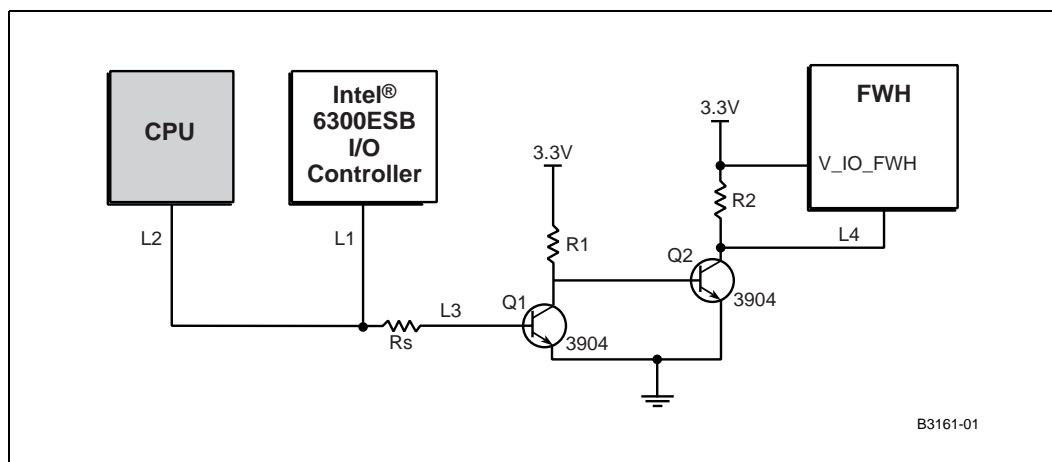 CPU
Intel®
6300ESB
I/O
Controller
FWH
3.3V
3.3V
V_IO_FWH
R2
L2
L1
R1
L4
Q2
3904
L3
Q1
Rs
3904
B3161-01